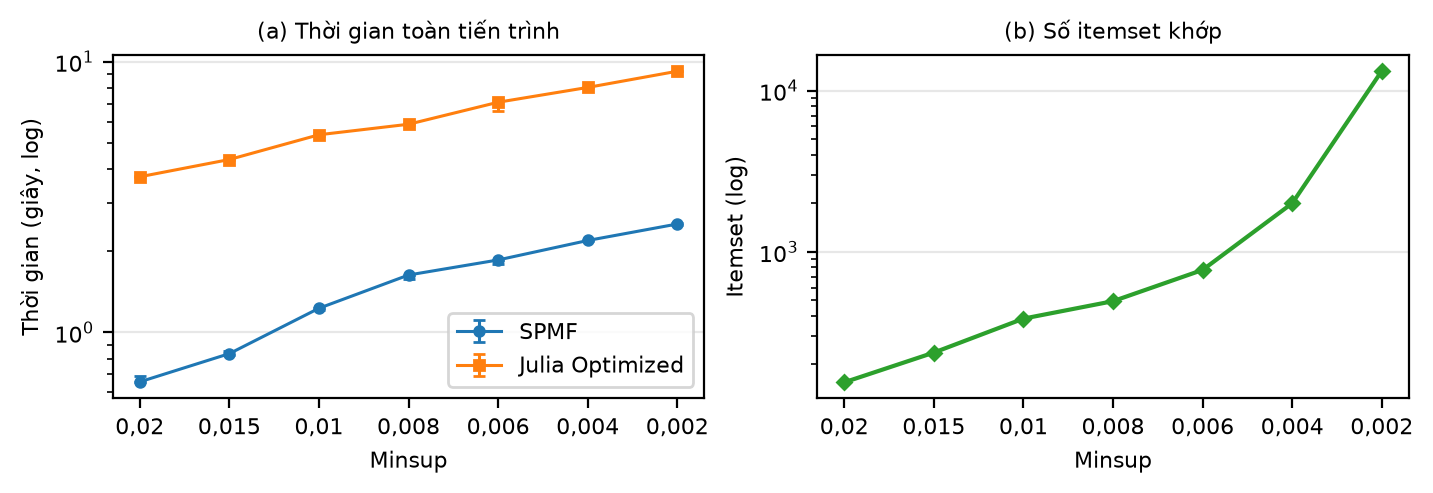 (a) Thời gian toàn tiến trình
Thời gian (giây, log)
10¹
10⁰
SPMF
Julia Optimized
0,02 0,015 0,01 0,008 0,006 0,004 0,002
Minsup
(b) Số itemset khớp
Itemset (log)
10⁴
10³
0,02 0,015 0,01 0,008 0,006 0,004 0,002
Minsup